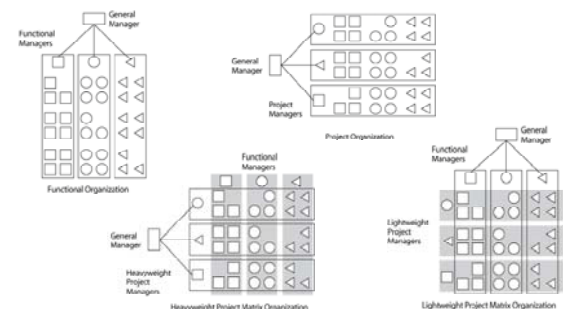 General
Manager
Functional
Managers
Functional Organization
General
Manager
Project
Managers
Project Organization
Functional
Managers
General
Manager
Heavyweight
Project
Managers
Heavyweight Project Matrix Organization
General
Manager
Functional
Managers
Lightweight
Project
Managers
Lightweight Project Matrix Organization